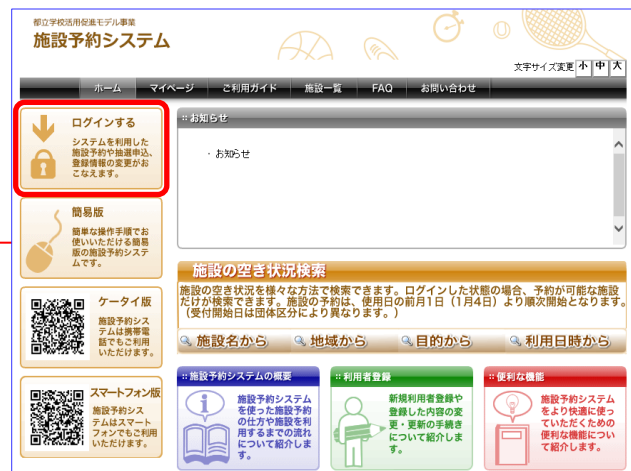 都立学校活用促進モデル事業
施設予約システム
文字サイズ変更 小 中 大
ホーム マイページ ご利用ガイド 施設一覧 FAQ お問い合わせ
ログインする
システムを利用した
施設予約や抽選申込、
登録情報の変更がお
こなえます。
お知らせ
・お知らせ
簡易版
簡単な操作手順でお
使いいただける簡易
版の施設予約システ
ムです。
施設の空き状況検索
施設の空き状況を様々な方法で検索できます。ログインした状態の場合、予約が可能な施設
だけが検索できます。施設の予約は、使用日の前月1日（1月4日）より順次開始となります。
（受付開始日は団体区分により異なります。）
施設名から 地域から 目的から 利用日時から
ケータイ版
施設予約シス
テムは携帯電
話でもご利用
いただけます。
スマートフォン版
施設予約シス
テムはスマート
フォンでもご利用
いただけます。
施設予約システムの概要
施設予約システム
を使った施設予約
の仕方や施設を利
用するまでの流れ
について紹介しま
す。
利用者登録
新規利用者登録や
登録した内容の変
更・更新の手続き
について紹介しま
す。
便利な機能
施設予約システム
をより快適に使っ
ていただくための
便利な機能につい
て紹介します。